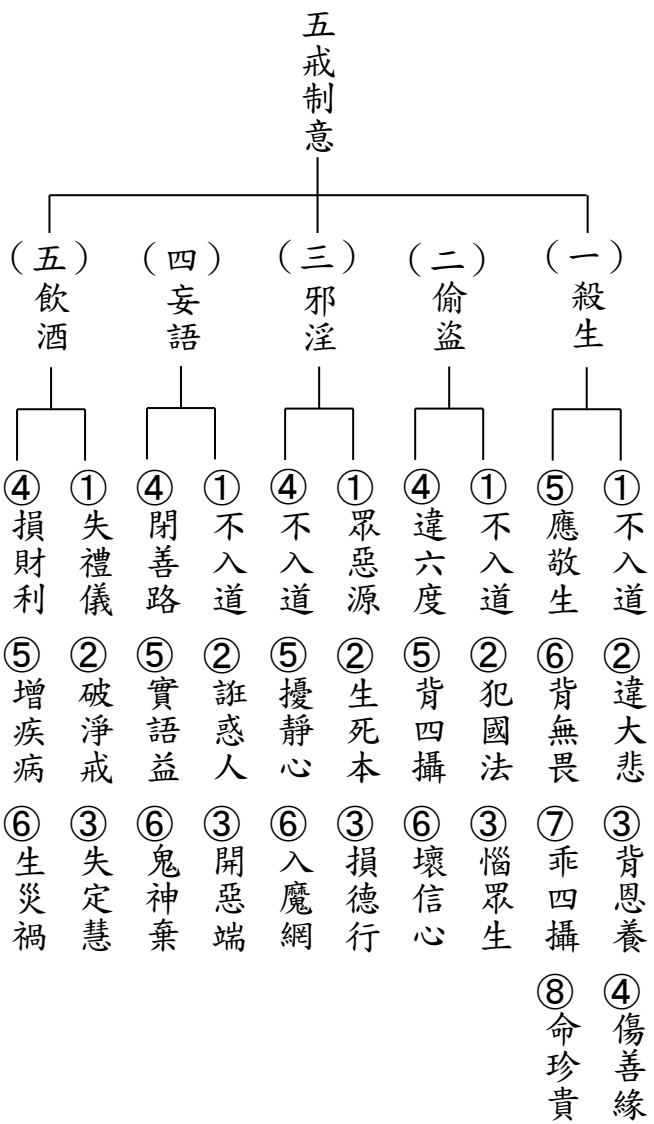 五戒制意
(一)殺生
①不入道 ②違大悲 ③背恩養 ④傷善緣
⑤應敬生 ⑥背無畏 ⑦乖四攝 ⑧命珍貴
(二)偷盜
①不入道 ②犯國法 ③惱眾生
④違六度 ⑤背四攝 ⑥壞信心
(三)邪淫
①眾惡源 ②生死本 ③損德行
④不入道 ⑤擾靜心 ⑥入魔網
(四)妄語
①不入道 ②誑惑人 ③開惡端
④閉善路 ⑤實語益 ⑥鬼神棄
(五)飲酒
①失禮儀 ②破淨戒 ③失定慧
④損財利 ⑤增疾病 ⑥生災禍